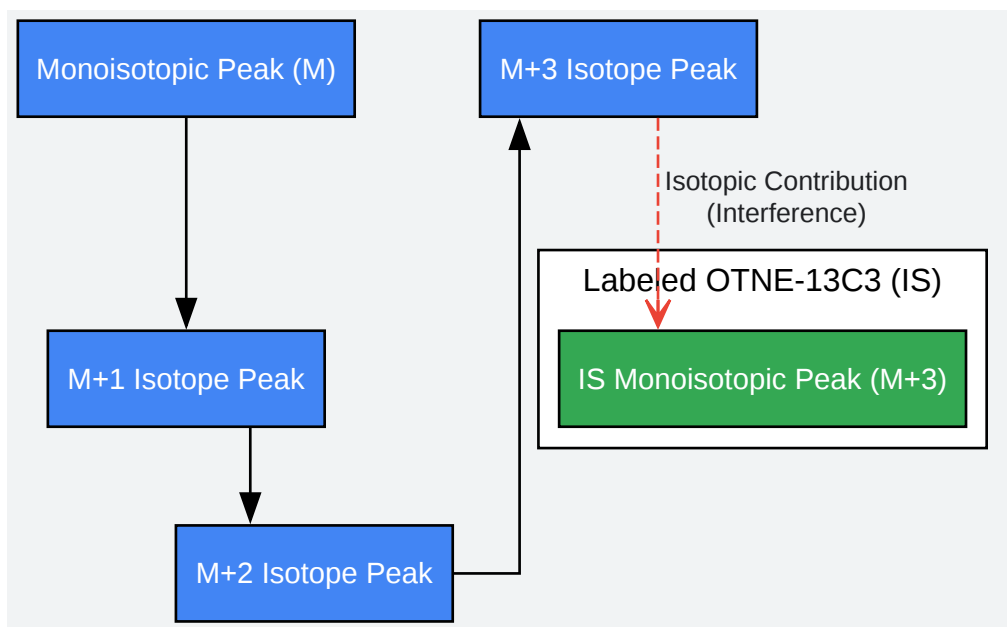 Monoisotopic Peak (M)
M+3 Isotope Peak
Isotopic Contribution
(Interference)
Labeled OTNE-13C3 (IS)
M+1 Isotope Peak
IS Monoisotopic Peak (M+3)
M+2 Isotope Peak